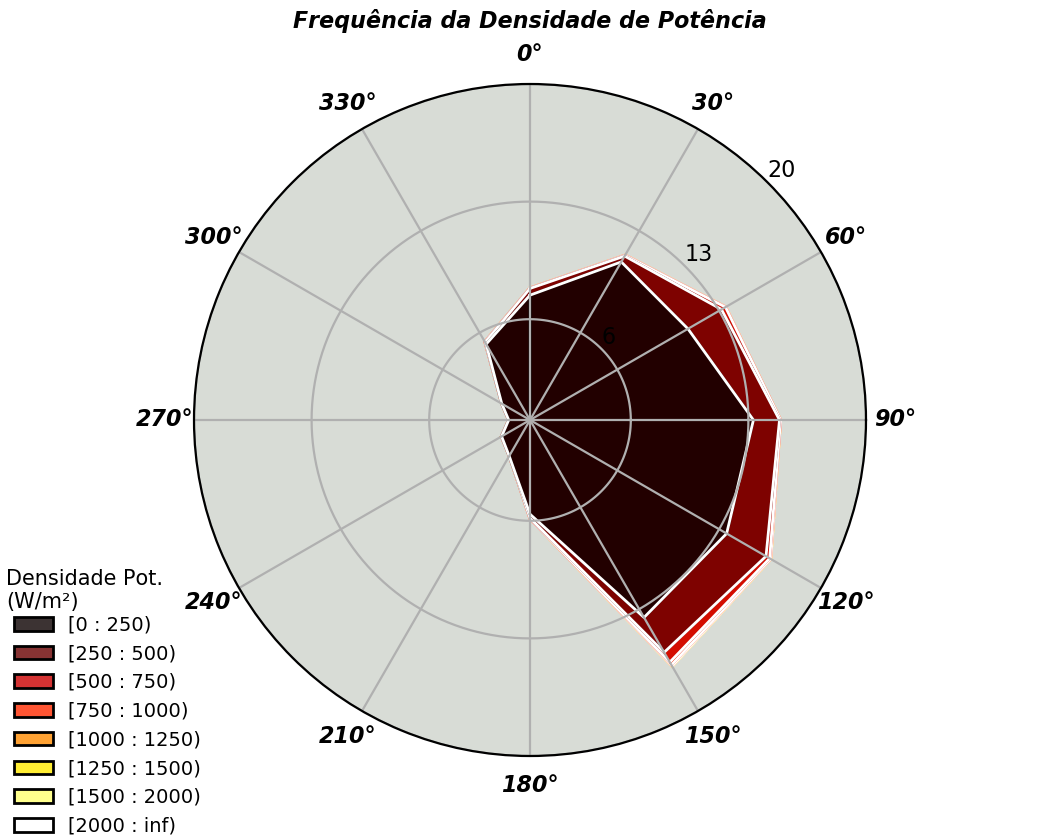 Frequência da Densidade de Potência
0°
330°
30°
20
300°
60°
13
6
270°
90°
Densidade Pot.
(W/m²)
240°
120°
[0 : 250)
[250 : 500)
[500 : 750)
[750 : 1000)
[1000 : 1250)
[1250 : 1500)
[1500 : 2000)
[2000 : inf)
210°
150°
180°